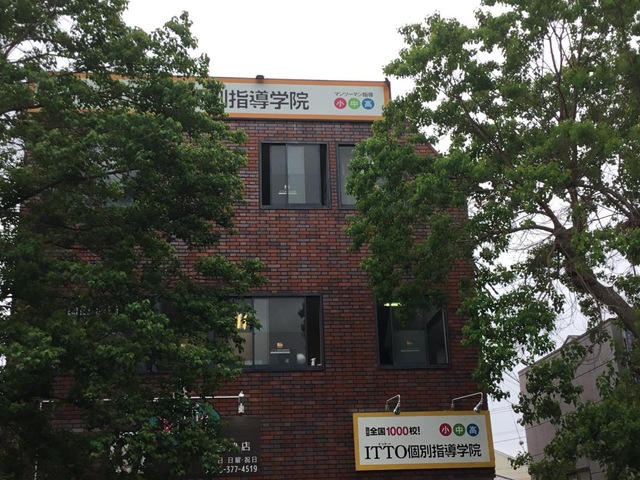 別指導学院
マンツーマン指導
小 中 高
全国1000校!
小 中 高
ITTO個別指導学院
店
日 日曜・祝日
377-4519